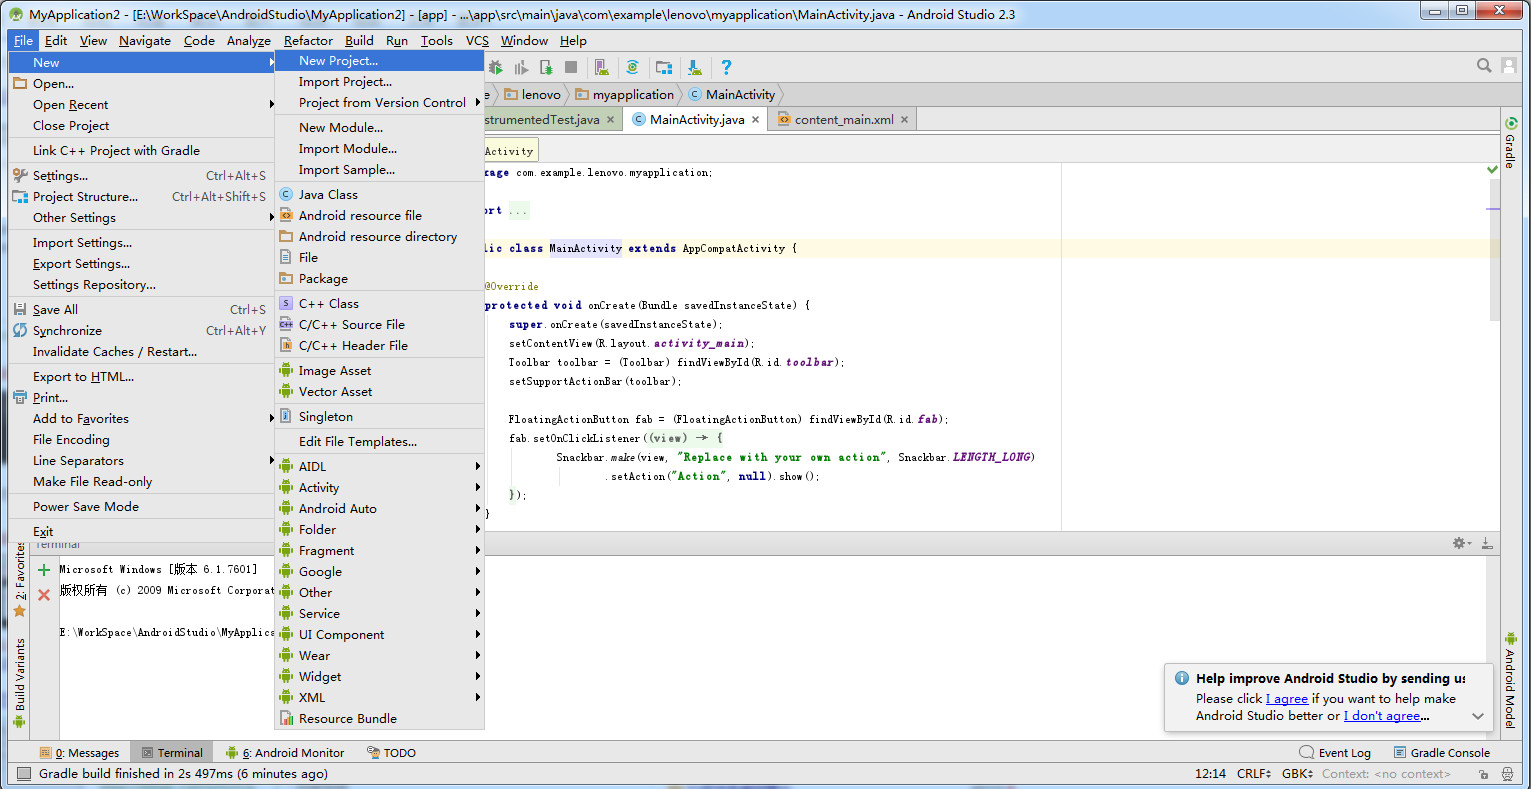 MyApplication2 - [E:\WorkSpace\AndroidStudio\MyApplication2] - [app] - ...\app\src\main\java\com\example\lenovo\myapplication\MainActivity.java - Android Studio 2.3
File Edit View Navigate Code Analyze Refactor Build Run Tools VCS Window Help
New
Open...
Open Recent
Close Project
Link C++ Project with Gradle
Settings... Ctrl+Alt+S
Project Structure... Ctrl+Alt+Shift+S
Other Settings
Import Settings...
Export Settings...
Settings Repository...
Save All Ctrl+S
Synchronize Ctrl+Alt+Y
Invalidate Caches / Restart...
Export to HTML...
Print...
Add to Favorites
File Encoding
Line Separators
Make File Read-only
Power Save Mode
Exit
New Project...
Import Project...
Project from Version Control
New Module...
Import Module...
Import Sample...
Java Class
Android resource file
Android resource directory
File
Package
C++ Class
C/C++ Source File
C/C++ Header File
Image Asset
Vector Asset
Singleton
Edit File Templates...
AIDL
Activity
Android Auto
Folder
Fragment
Google
Other
Service
UI Component
Wear
Widget
XML
Resource Bundle
e lenovo myapplication MainActivity
strumentedTest.java MainActivity.java content_main.xml
Activity
kage com.example.lenovo.myapplication;
ort ...
lic class MainActivity extends AppCompatActivity {
@Override
protected void onCreate(Bundle savedInstanceState) {
super.onCreate(savedInstanceState);
setContentView(R.layout.activity_main);
Toolbar toolbar = (Toolbar) findViewById(R.id.toolbar);
setSupportActionBar(toolbar);
FloatingActionButton fab = (FloatingActionButton) findViewById(R.id.fab);
fab.setOnClickListener((view) → {
Snackbar.make(view, "Replace with your own action", Snackbar.LENGTH_LONG)
.setAction("Action", null).show();
});
}
Gradle
Android Model
2: Favorites
Build Variants
Terminal
Microsoft Windows [版本 6.1.7601]
版权所有 (c) 2009 Microsoft Corporat
E:\WorkSpace\AndroidStudio\MyApplica
Help improve Android Studio by sending us
Please click I agree if you want to help make
Android Studio better or I don't agree...
0: Messages Terminal 6: Android Monitor TODO Event Log Gradle Console
Gradle build finished in 2s 497ms (6 minutes ago) 12:14 CRLF GBK Context: <no context>